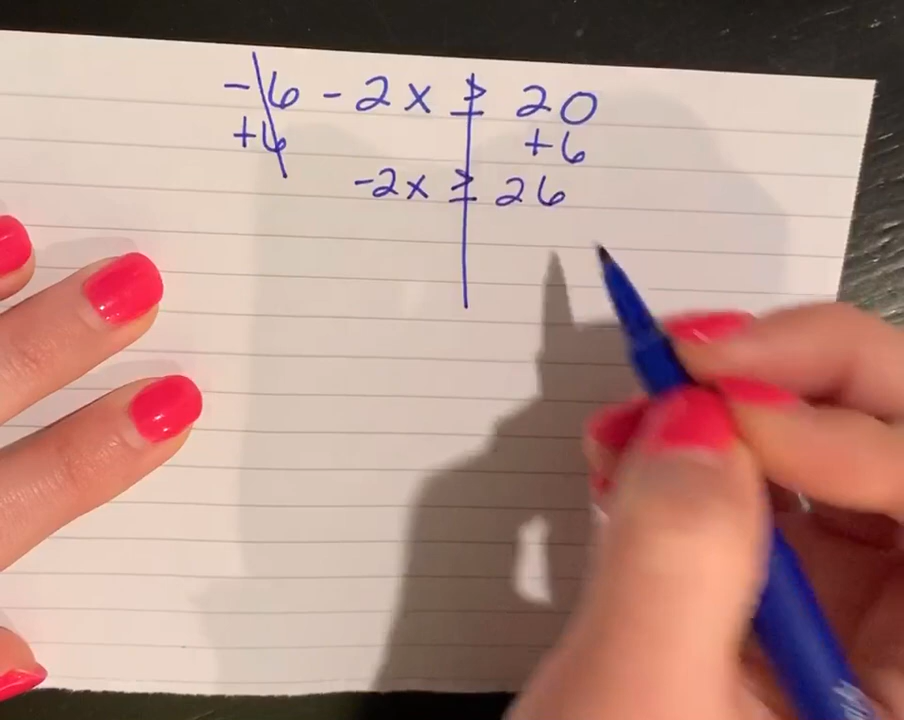 -6 - 2x ≥ 20
+6 +6
-2x ≥ 26